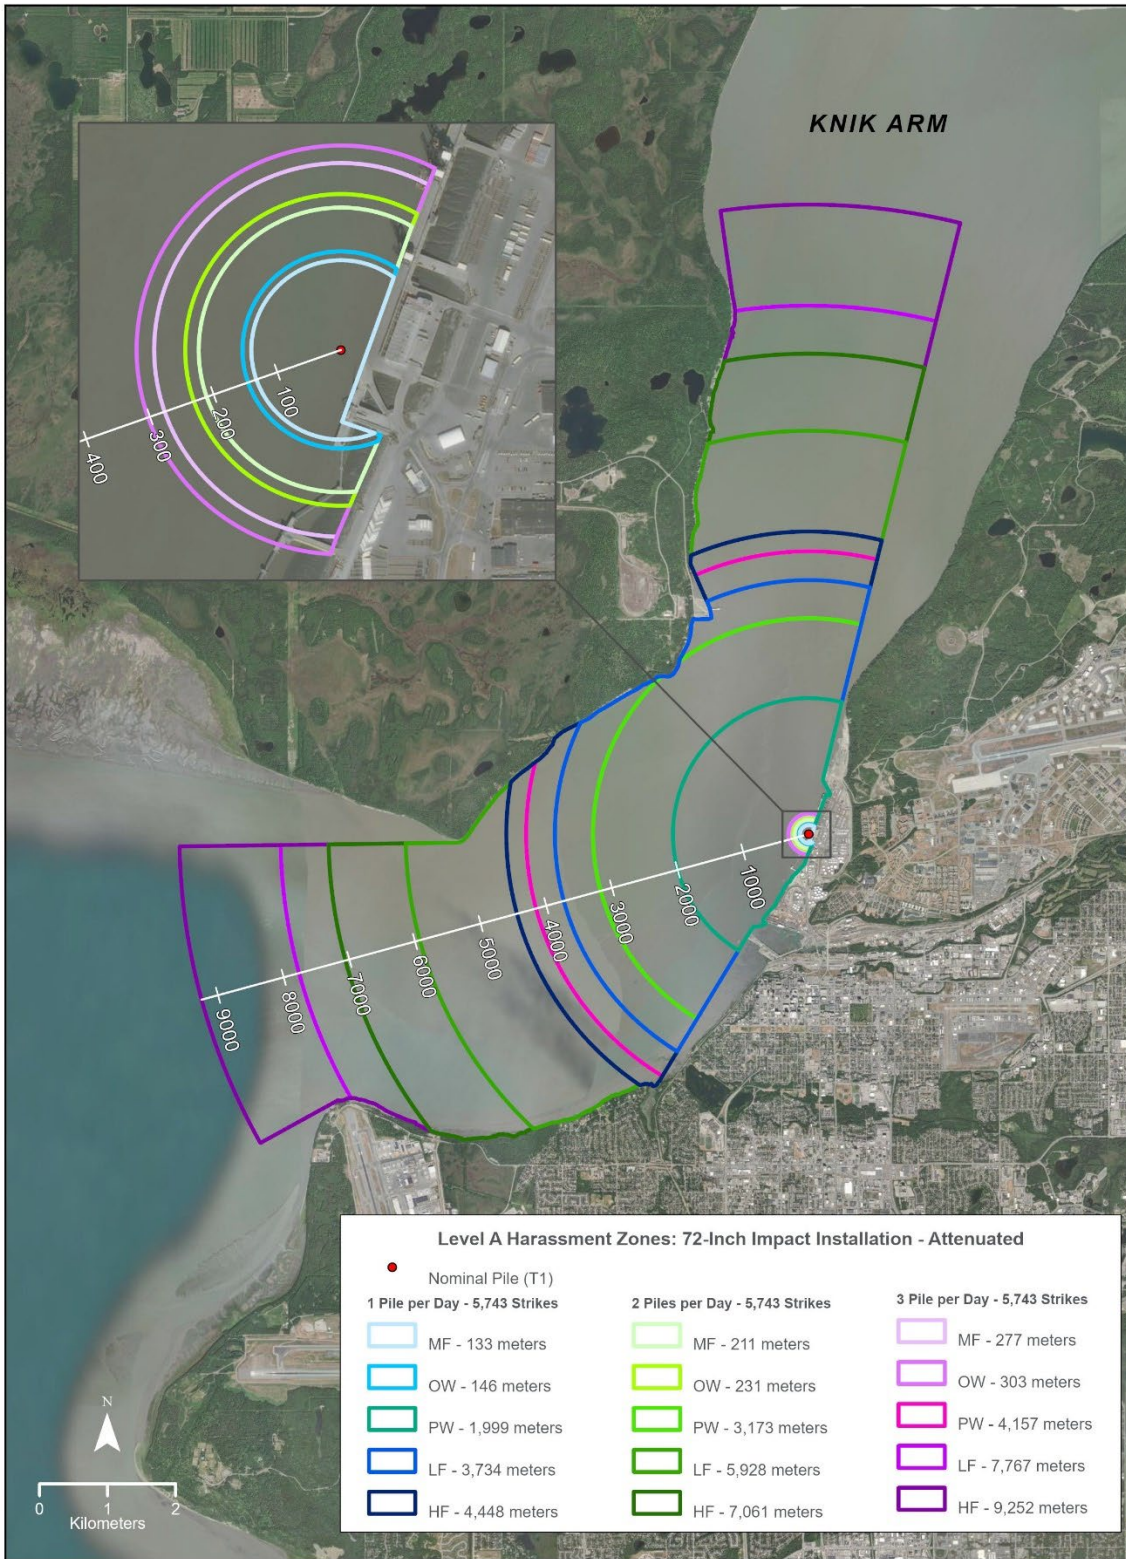 KNIK ARM
100
200
300
400
1000
2000
3000
4000
5000
6000
7000
8000
9000
Level A Harassment Zones: 72-Inch Impact Installation - Attenuated
Nominal Pile (T1)
1 Pile per Day - 5,743 Strikes
MF - 133 meters
OW - 146 meters
PW - 1,999 meters
LF - 3,734 meters
HF - 4,448 meters
2 Piles per Day - 5,743 Strikes
MF - 211 meters
OW - 231 meters
PW - 3,173 meters
LF - 5,928 meters
HF - 7,061 meters
3 Pile per Day - 5,743 Strikes
MF - 277 meters
OW - 303 meters
PW - 4,157 meters
LF - 7,767 meters
HF - 9,252 meters
N
0 1 2
Kilometers